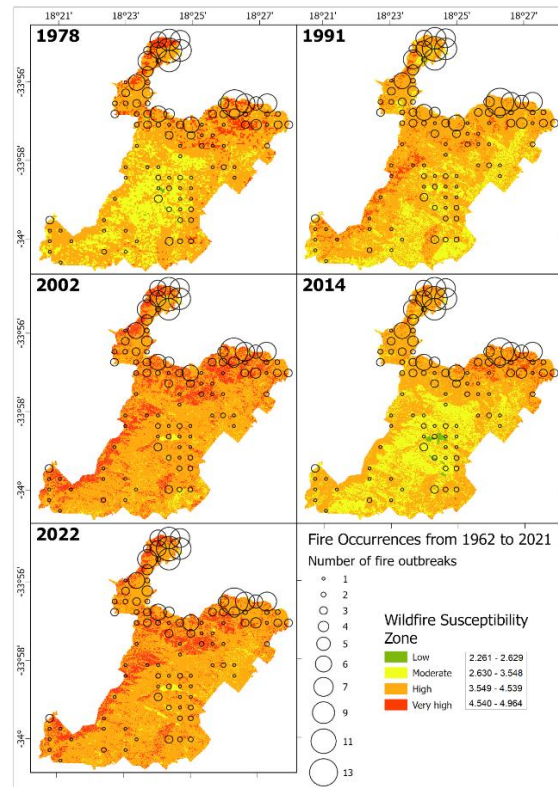 18°21' 18°23' 18°25' 18°27' 18°21' 18°23' 18°25' 18°27'
1978 1991
-33°56'
-33°58'
-34°
2002 2014
-33°56'
-33°58'
-34°
2022
-33°56'
-33°58'
-34°
Fire Occurrences from 1962 to 2021
Number of fire outbreaks
1
2
3
4
5
6
7
9
11
13
Wildfire Susceptibility
Zone
Low 2.261 - 2.629
Moderate 2.630 - 3.548
High 3.549 - 4.539
Very high 4.540 - 4.964